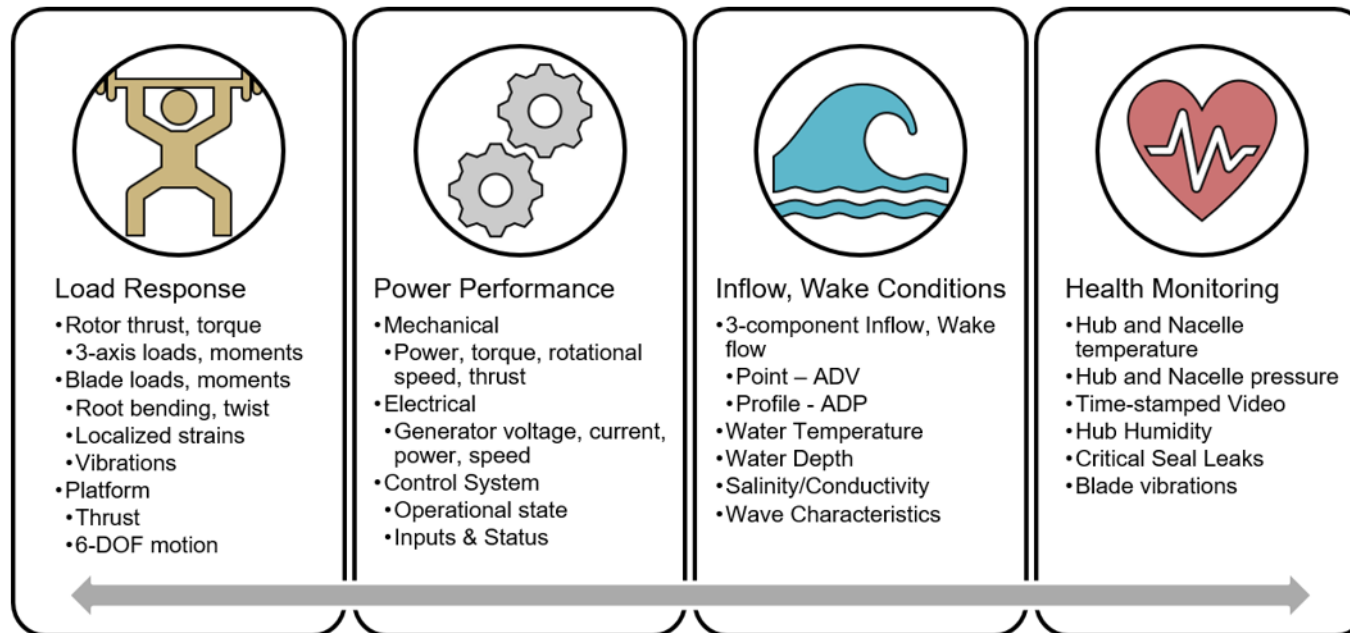 Load Response
•Rotor thrust, torque
•3-axis loads, moments
•Blade loads, moments
•Root bending, twist
•Localized strains
•Vibrations
•Platform
•Thrust
•6-DOF motion
Power Performance
•Mechanical
•Power, torque, rotational
speed, thrust
•Electrical
•Generator voltage, current,
power, speed
•Control System
•Operational state
•Inputs & Status
Inflow, Wake Conditions
•3-component Inflow, Wake
flow
•Point – ADV
•Profile - ADP
•Water Temperature
•Water Depth
•Salinity/Conductivity
•Wave Characteristics
Health Monitoring
•Hub and Nacelle
temperature
•Hub and Nacelle pressure
•Time-stamped Video
•Hub Humidity
•Critical Seal Leaks
•Blade vibrations